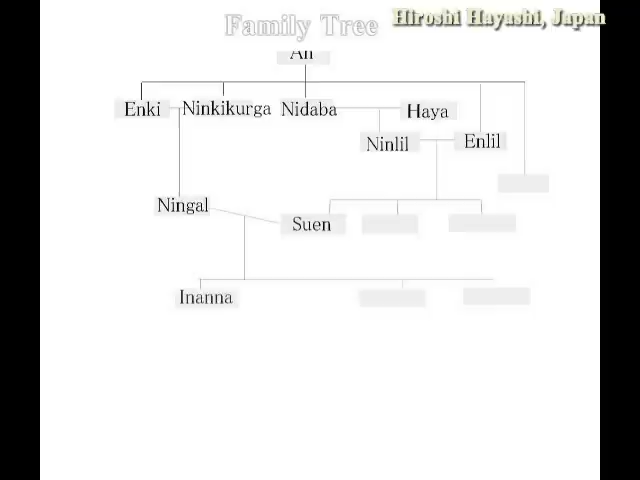 Family Tree
Hiroshi Hayashi, Japan
An
Enki Ninkikurga Nidaba Haya
Ninlil Enlil
Ningal
Suen
Inanna